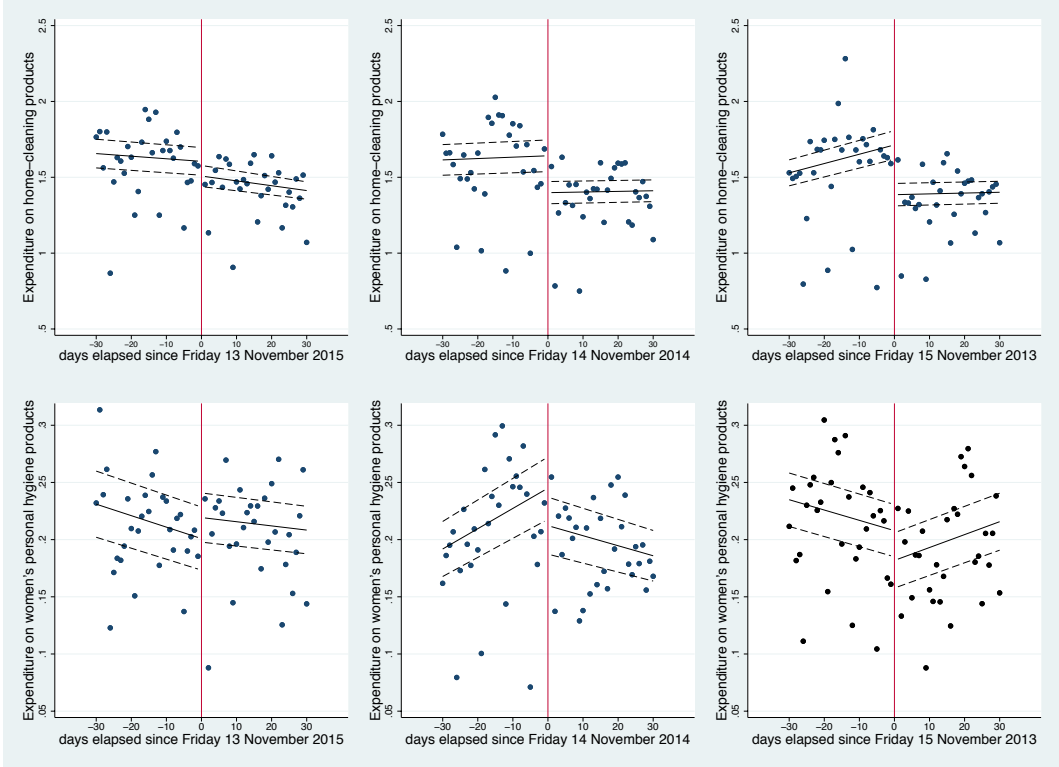 Expenditure on home−cleaning products
.5 1 1.5 2 2.5
−30 −20 −10 0 10 20 30
days elapsed since Friday 13 November 2015
Expenditure on home−cleaning products
.5 1 1.5 2 2.5
−30 −20 −10 0 10 20 30
days elapsed since Friday 14 November 2014
Expenditure on home−cleaning products
.5 1 1.5 2 2.5
−30 −20 −10 0 10 20 30
days elapsed since Friday 15 November 2013
Expenditure on women's personal hygiene products
.05 .1 .15 .2 .25 .3
−30 −20 −10 0 10 20 30
days elapsed since Friday 13 November 2015
Expenditure on women's personal hygiene products
.05 .1 .15 .2 .25 .3
−30 −20 −10 0 10 20 30
days elapsed since Friday 14 November 2014
Expenditure on women's personal hygiene products
.05 .1 .15 .2 .25 .3
−30 −20 −10 0 10 20 30
days elapsed since Friday 15 November 2013